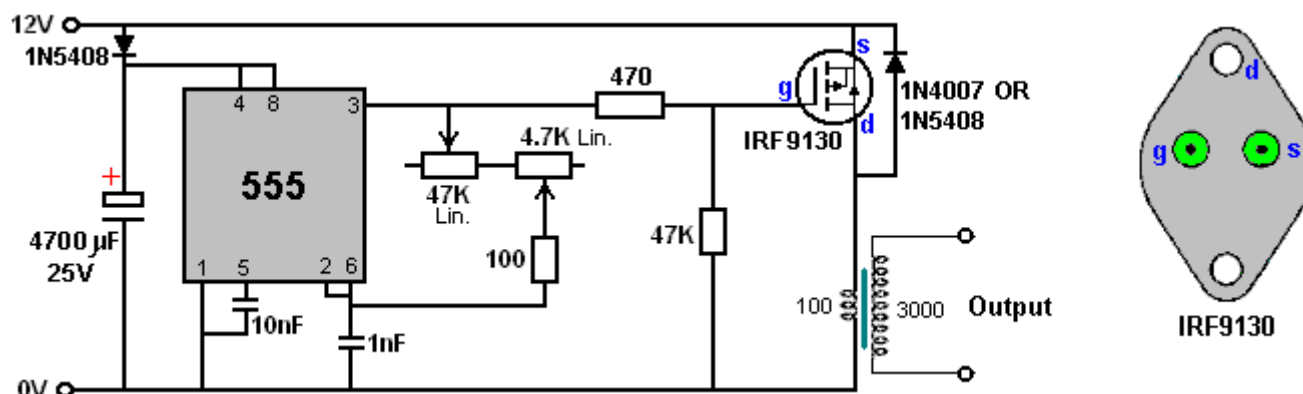 12V
1N5408
+
4700 µF
25V
0V
4 8 3
555
1 5 2 6
10nF
1nF
47K
Lin.
4.7K Lin.
100
470
47K
g
s
d
IRF9130
1N4007 OR
1N5408
100
3000
Output
d
g
s
IRF9130